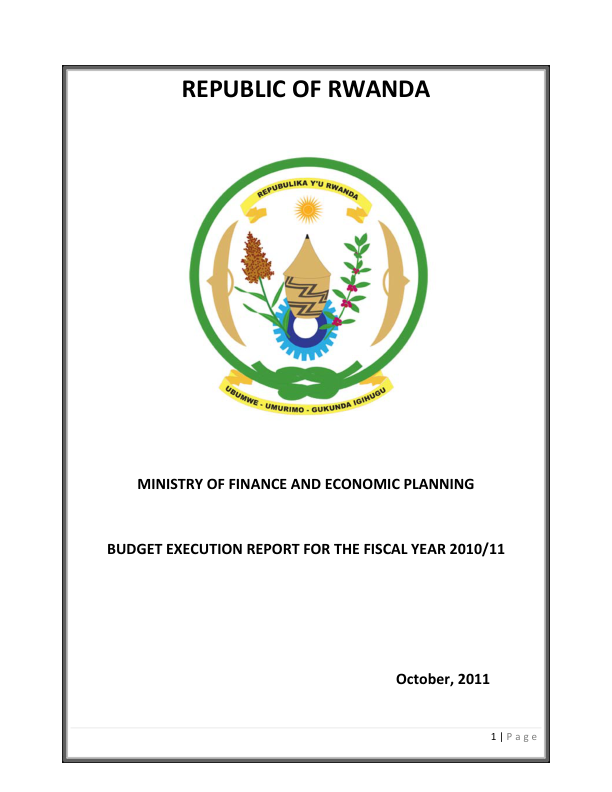 REPUBLIC OF RWANDA
REPUBULIKA Y'U RWANDA
UBUMWE - UMURIMO - GUKUNDA IGIHUGU
MINISTRY OF FINANCE AND ECONOMIC PLANNING
BUDGET EXECUTION REPORT FOR THE FISCAL YEAR 2010/11
October, 2011
1 | Page